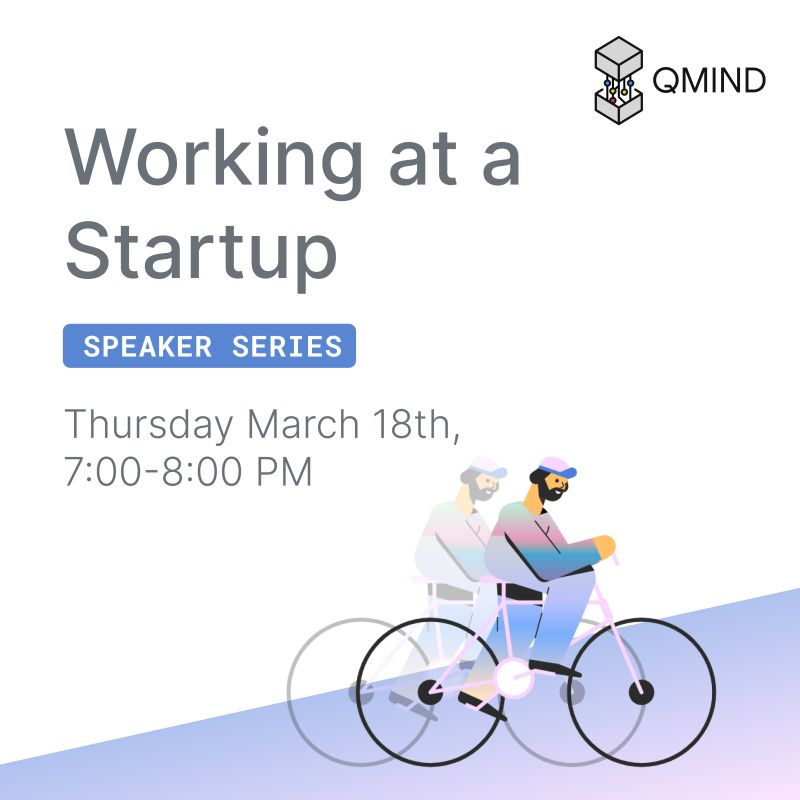 QMIND
Working at a
Startup
SPEAKER SERIES
Thursday March 18th,
7:00-8:00 PM